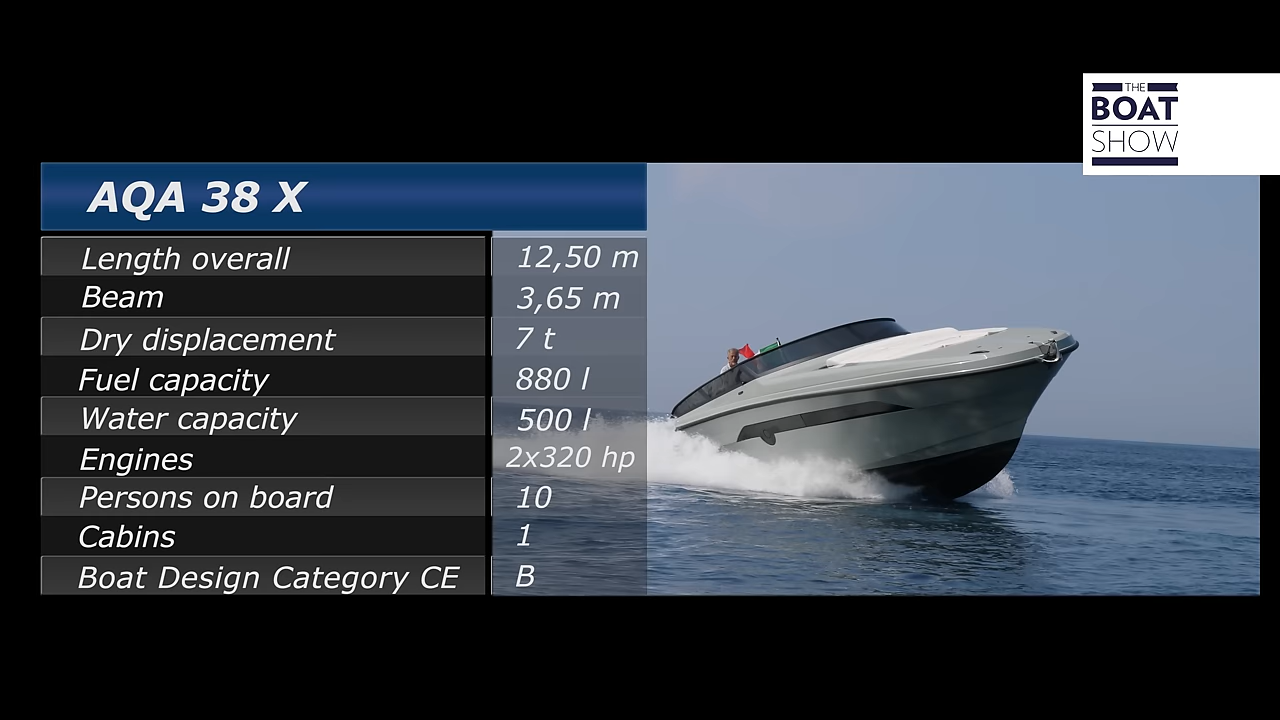 THE
BOAT
SHOW
AQA 38 X
Length overall 12,50 m
Beam 3,65 m
Dry displacement 7 t
Fuel capacity 880 l
Water capacity 500 l
Engines 2x320 hp
Persons on board 10
Cabins 1
Boat Design Category CE B